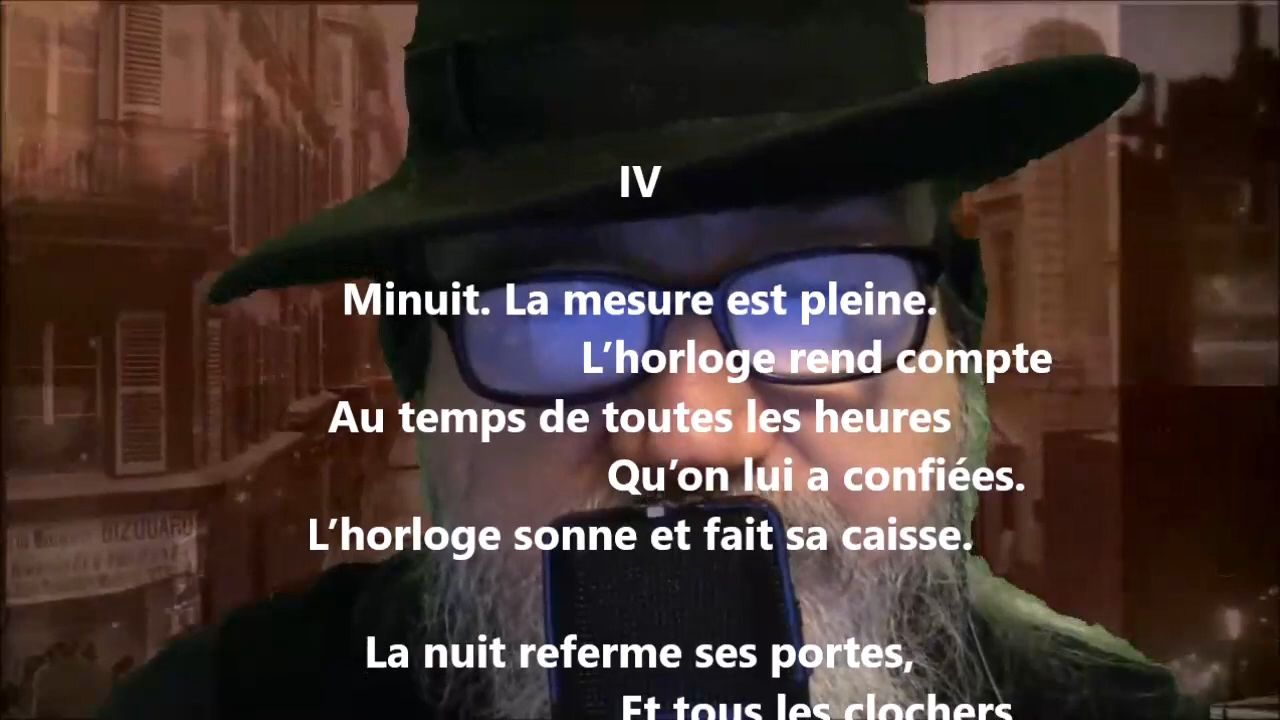 IV
Minuit. La mesure est pleine.
L’horloge rend compte
Au temps de toutes les heures
Qu’on lui a confiées.
L’horloge sonne et fait sa caisse.
La nuit referme ses portes,
Et tous les clochers
BIZOUARD